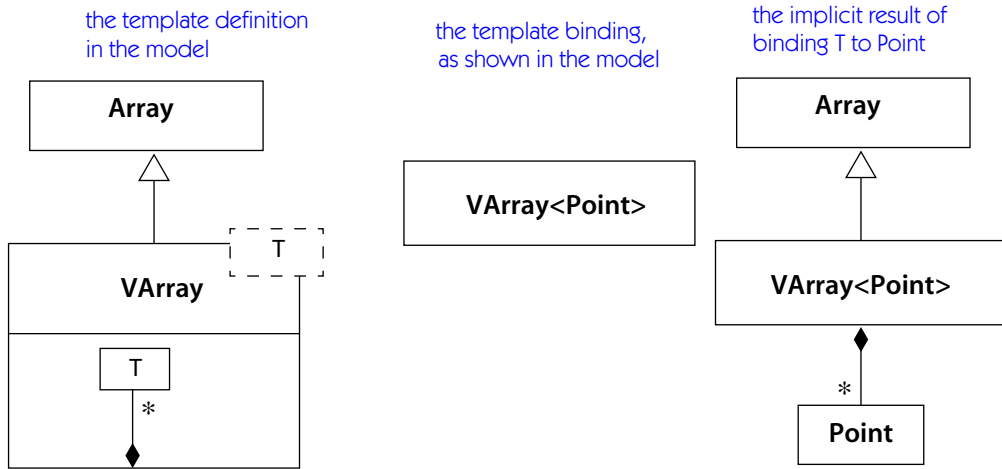 the template definition
in the model
Array
T
VArray
T
*
the template binding,
as shown in the model
VArray<Point>
the implicit result of
binding T to Point
Array
VArray<Point>
*
Point